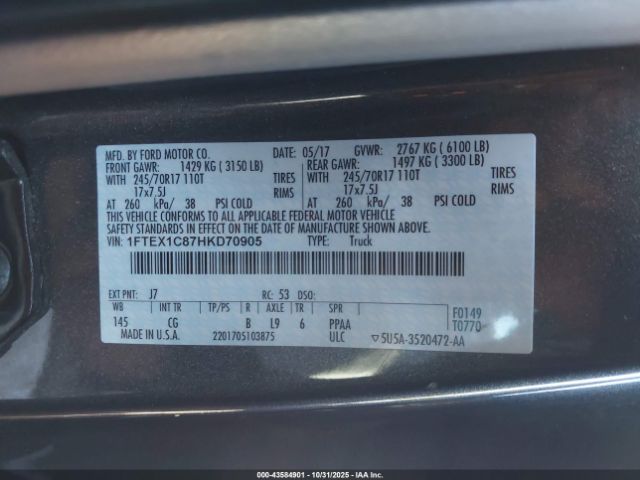 MFD. BY FORD MOTOR CO. DATE: 05/17 GVWR: 2767 KG ( 6100 LB)
FRONT GAWR: 1429 KG ( 3150 LB) REAR GAWR: 1497 KG ( 3300 LB)
WITH 245/70R17 110T TIRES WITH 245/70R17 110T TIRES
17x7.5J RIMS 17x7.5J RIMS
AT 260 kPa/ 38 PSI COLD AT 260 kPa/ 38 PSI COLD
THIS VEHICLE CONFORMS TO ALL APPLICABLE FEDERAL MOTOR VEHICLE
SAFETY STANDARDS IN EFFECT ON THE DATE OF MANUFACTURE SHOWN ABOVE.
VIN: 1FTEX1C87HKD70905 TYPE: Truck
EXT PNT: J7 RC: 53 DSO: F0149
WB INT TR TP/PS R AXLE TR SPR T0770
145 CG B L9 6 PPAA
MADE IN U.S.A. 2201705103875 ULC ▽5U5A-3520472-AA
000-43584901 - 10/31/2025 - IAA